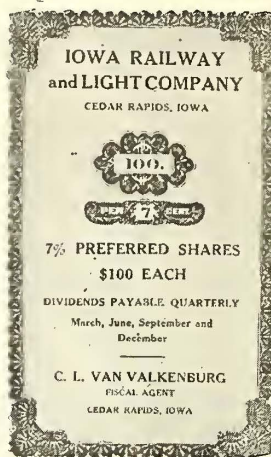 IOWA RAILWAY
and LIGHT COMPANY
CEDAR RAPIDS, IOWA
100.
PER 7 CENT
7% PREFERRED SHARES
$100 EACH
DIVIDENDS PAYABLE QUARTERLY
March, June, September and
December
C. L. VAN VALKENBURG
FISCAL AGENT
CEDAR RAPIDS, IOWA